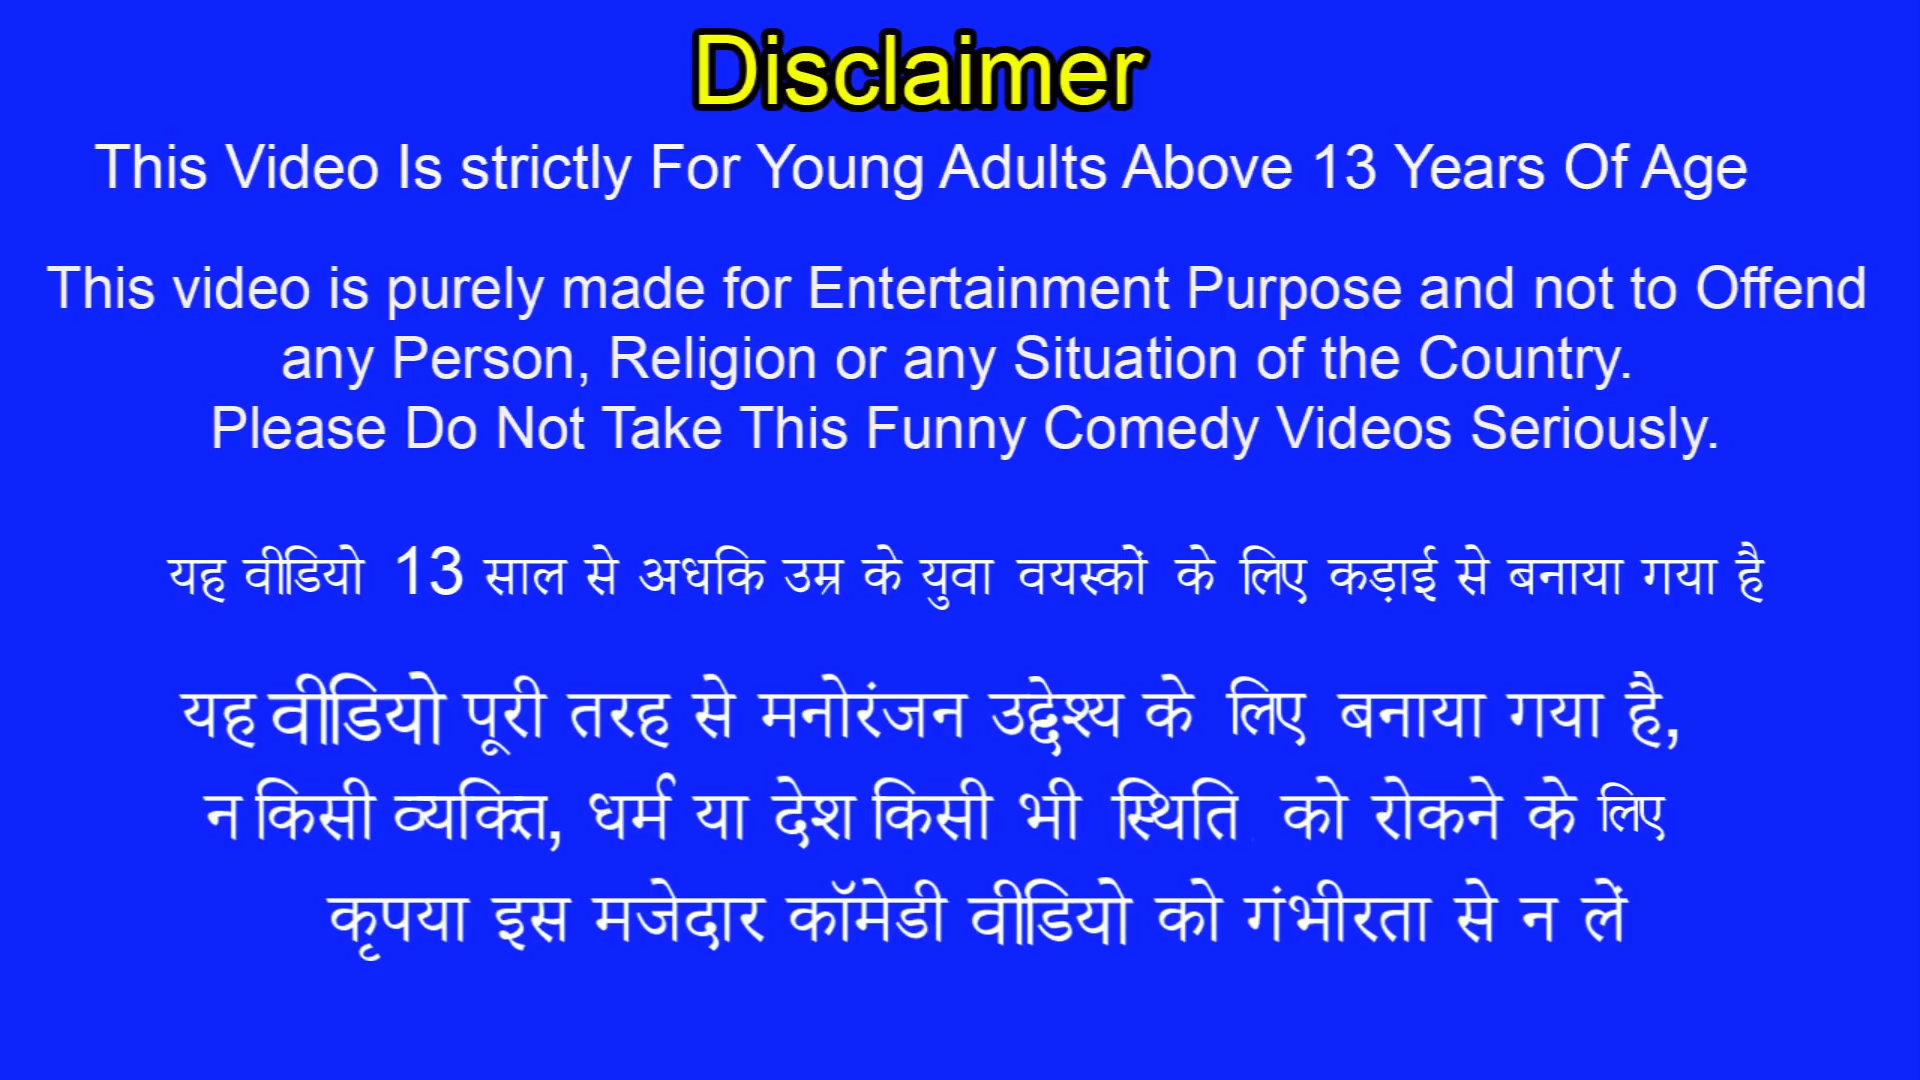 Disclaimer
This Video Is strictly For Young Adults Above 13 Years Of Age
This video is purely made for Entertainment Purpose and not to Offend
any Person, Religion or any Situation of the Country.
Please Do Not Take This Funny Comedy Videos Seriously.
यह वीडियो 13 साल से अधकि उम्र के युवा वयस्कों के लिए कड़ाई से बनाया गया है
यह वीडियो पूरी तरह से मनोरंजन उद्देश्य के लिए बनाया गया है,
न किसी व्यक्ति, धर्म या देश किसी भी स्थिति को रोकने के लिए
कृपया इस मजेदार कॉमेडी वीडियो को गंभीरता से न लें